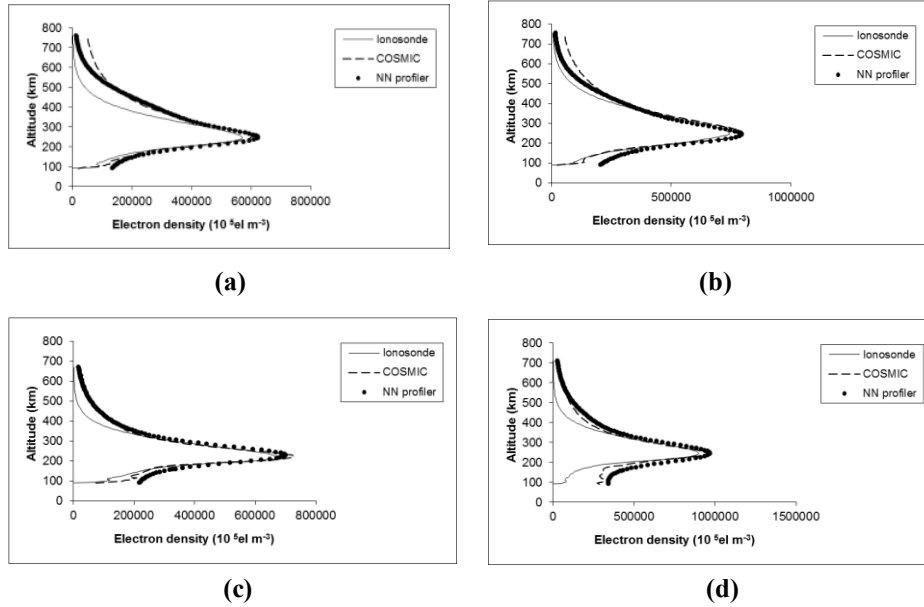 800
700
600
500
400
300
200
100
0
Altitude (km)
0 200000 400000 600000 800000
Electron density (10 ⁵el m⁻³)
Ionosonde
COSMIC
NN profiler
(a)
800
700
600
500
400
300
200
100
0
Altitude (km)
0 500000 1000000
Electron density (10 ⁵el m⁻³)
Ionosonde
COSMIC
NN profiler
(b)
800
700
600
500
400
300
200
100
0
Altitude (km)
0 200000 400000 600000 800000
Electron density (10 ⁵el m⁻³)
Ionosonde
COSMIC
NN profiler
(c)
800
700
600
500
400
300
200
100
0
Altitude (km)
0 500000 1000000 1500000
Electron density (10 ⁵el m⁻³)
Ionosonde
COSMIC
NN profiler
(d)